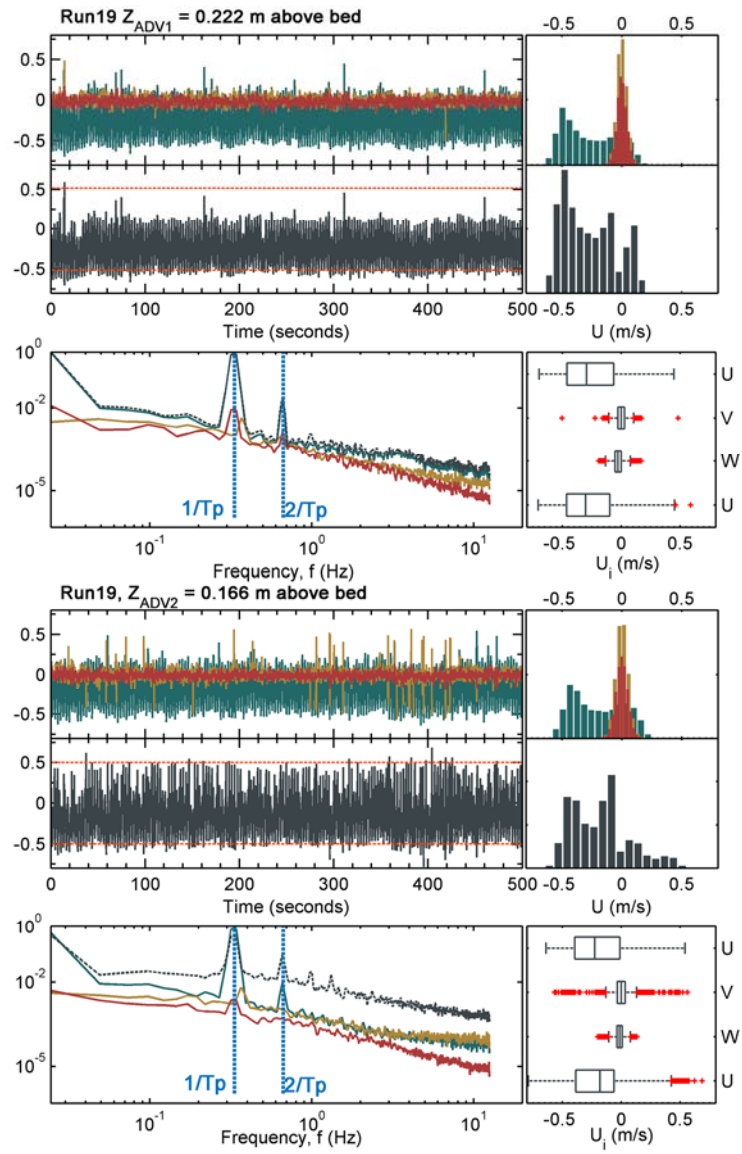 Run19 Z_ADV1 = 0.222 m above bed
-0.5 0 0.5
0.5
0
-0.5
0.5
0
-0.5
0 100 200 300 400 500
Time (seconds)
-0.5 0 0.5
U (m/s)
10^0
10^-2
10^-5
1/Tp 2/Tp
10^-1 10^0 10^1
Frequency, f (Hz)
U
V
W
U
-0.5 0 0.5
U_i (m/s)
Run19, Z_ADV2 = 0.166 m above bed
-0.5 0 0.5
0.5
0
-0.5
0.5
0
-0.5
0 100 200 300 400 500
Time (seconds)
-0.5 0 0.5
U (m/s)
10^0
10^-2
10^-5
1/Tp 2/Tp
10^-1 10^0 10^1
Frequency, f (Hz)
U
V
W
U
-0.5 0 0.5
U_i (m/s)